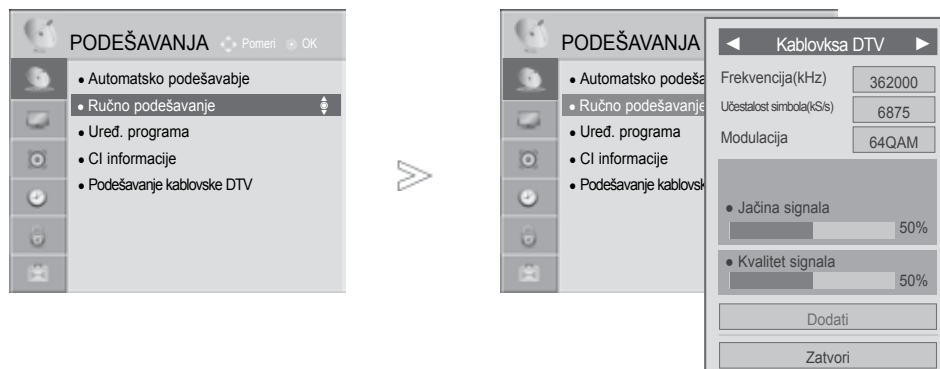 PODEŠAVANJA Pomeri OK
• Automatsko podešavabje
• Ručno podešavanje
• Uređ. programa
• CI informacije
• Podešavanje kablovske DTV
PODEŠAVANJA
• Automatsko podeša
• Ručno podešavanje
• Uređ. programa
• CI informacije
• Podešavanje kablovsk
◄ Kablovksa DTV ►
Frekvencija(kHz) 362000
Učestalost simbola(kS/s) 6875
Modulacija 64QAM
• Jačina signala
50%
• Kvalitet signala
50%
Dodati
Zatvori